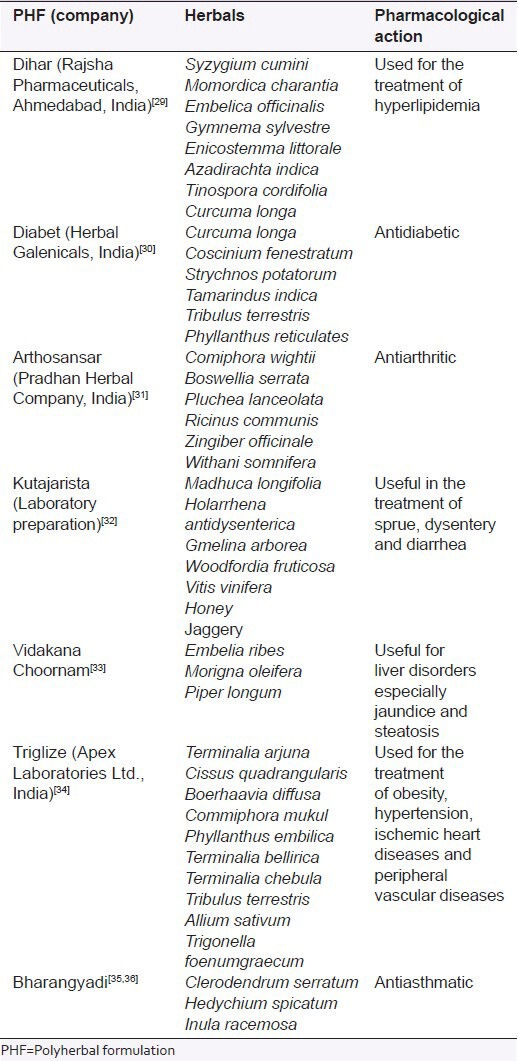 PHF (company) Herbals Pharmacological
action
Dihar (Rajsha Syzygium cumini Used for the
Pharmaceuticals, Momordica charantia treatment of
Ahmedabad, India)[29] Embelica officinalis hyperlipidemia
Gymnema sylvestre
Enicostemma littorale
Azadirachta indica
Tinospora cordifolia
Curcuma longa
Diabet (Herbal Curcuma longa Antidiabetic
Galenicals, India)[30] Coscinium fenestratum
Strychnos potatorum
Tamarindus indica
Tribulus terrestris
Phyllanthus reticulates
Arthosansar Comiphora wightii Antiarthritic
(Pradhan Herbal Boswellia serrata
Company, India)[31] Pluchea lanceolata
Ricinus communis
Zingiber officinale
Withani somnifera
Kutajarista Madhuca longifolia Useful in the
(Laboratory Holarrhena treatment of
preparation)[32] antidysenterica sprue, dysentery
Gmelina arborea and diarrhea
Woodfordia fruticosa
Vitis vinifera
Honey
Jaggery
Vidakana Embelia ribes Useful for
Choornam[33] Morigna oleifera liver disorders
Piper longum especially
jaundice and
steatosis
Triglize (Apex Terminalia arjuna Used for the
Laboratories Ltd., Cissus quadrangularis treatment
India)[34] Boerhaavia diffusa of obesity,
Commiphora mukul hypertension,
Phyllanthus embilica ischemic heart
Terminalia bellirica diseases and
Terminalia chebula peripheral
Tribulus terrestris vascular diseases
Allium sativum
Trigonella
foenumgraecum
Bharangyadi[35,36] Clerodendrum serratum Antiasthmatic
Hedychium spicatum
Inula racemosa
PHF=Polyherbal formulation